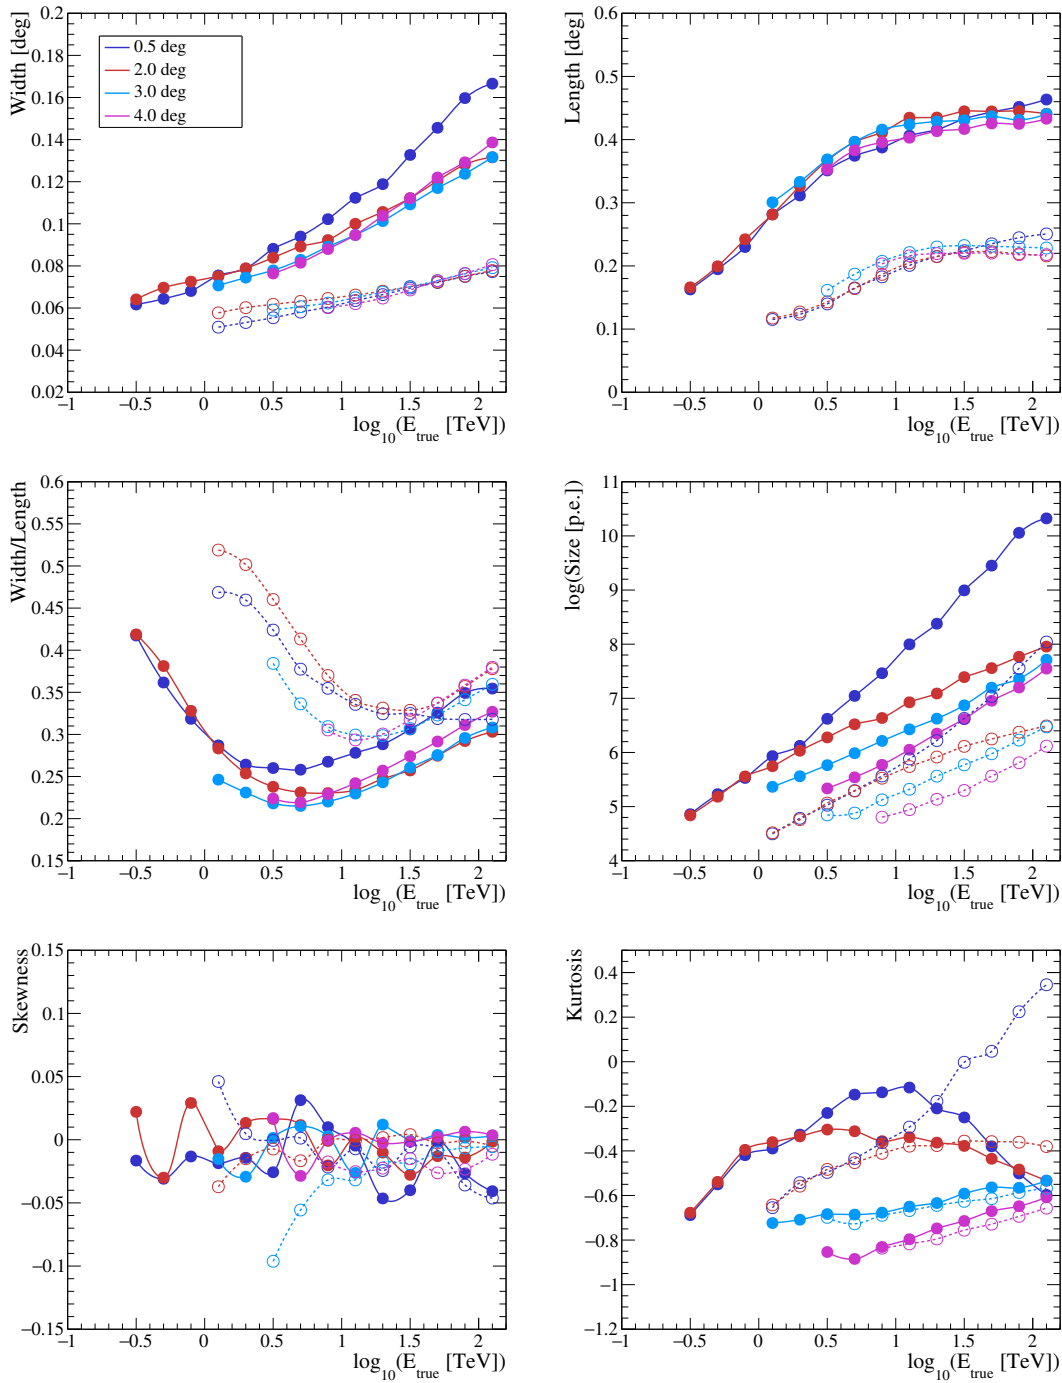 Width [deg]
0.2
0.18
0.16
0.14
0.12
0.1
0.08
0.06
0.04
0.02
0.5 deg
2.0 deg
3.0 deg
4.0 deg
−1 −0.5 0 0.5 1 1.5 2
log10(E_true [TeV])
Length [deg]
0.6
0.5
0.4
0.3
0.2
0.1
0
−1 −0.5 0 0.5 1 1.5 2
log10(E_true [TeV])
Width/Length
0.6
0.55
0.5
0.45
0.4
0.35
0.3
0.25
0.2
0.15
−1 −0.5 0 0.5 1 1.5 2
log10(E_true [TeV])
log(Size [p.e.])
11
10
9
8
7
6
5
4
−1 −0.5 0 0.5 1 1.5 2
log10(E_true [TeV])
Skewness
0.15
0.1
0.05
0
−0.05
−0.1
−0.15
−1 −0.5 0 0.5 1 1.5 2
log10(E_true [TeV])
Kurtosis
0.4
0.2
0
−0.2
−0.4
−0.6
−0.8
−1
−1.2
−1 −0.5 0 0.5 1 1.5 2
log10(E_true [TeV])